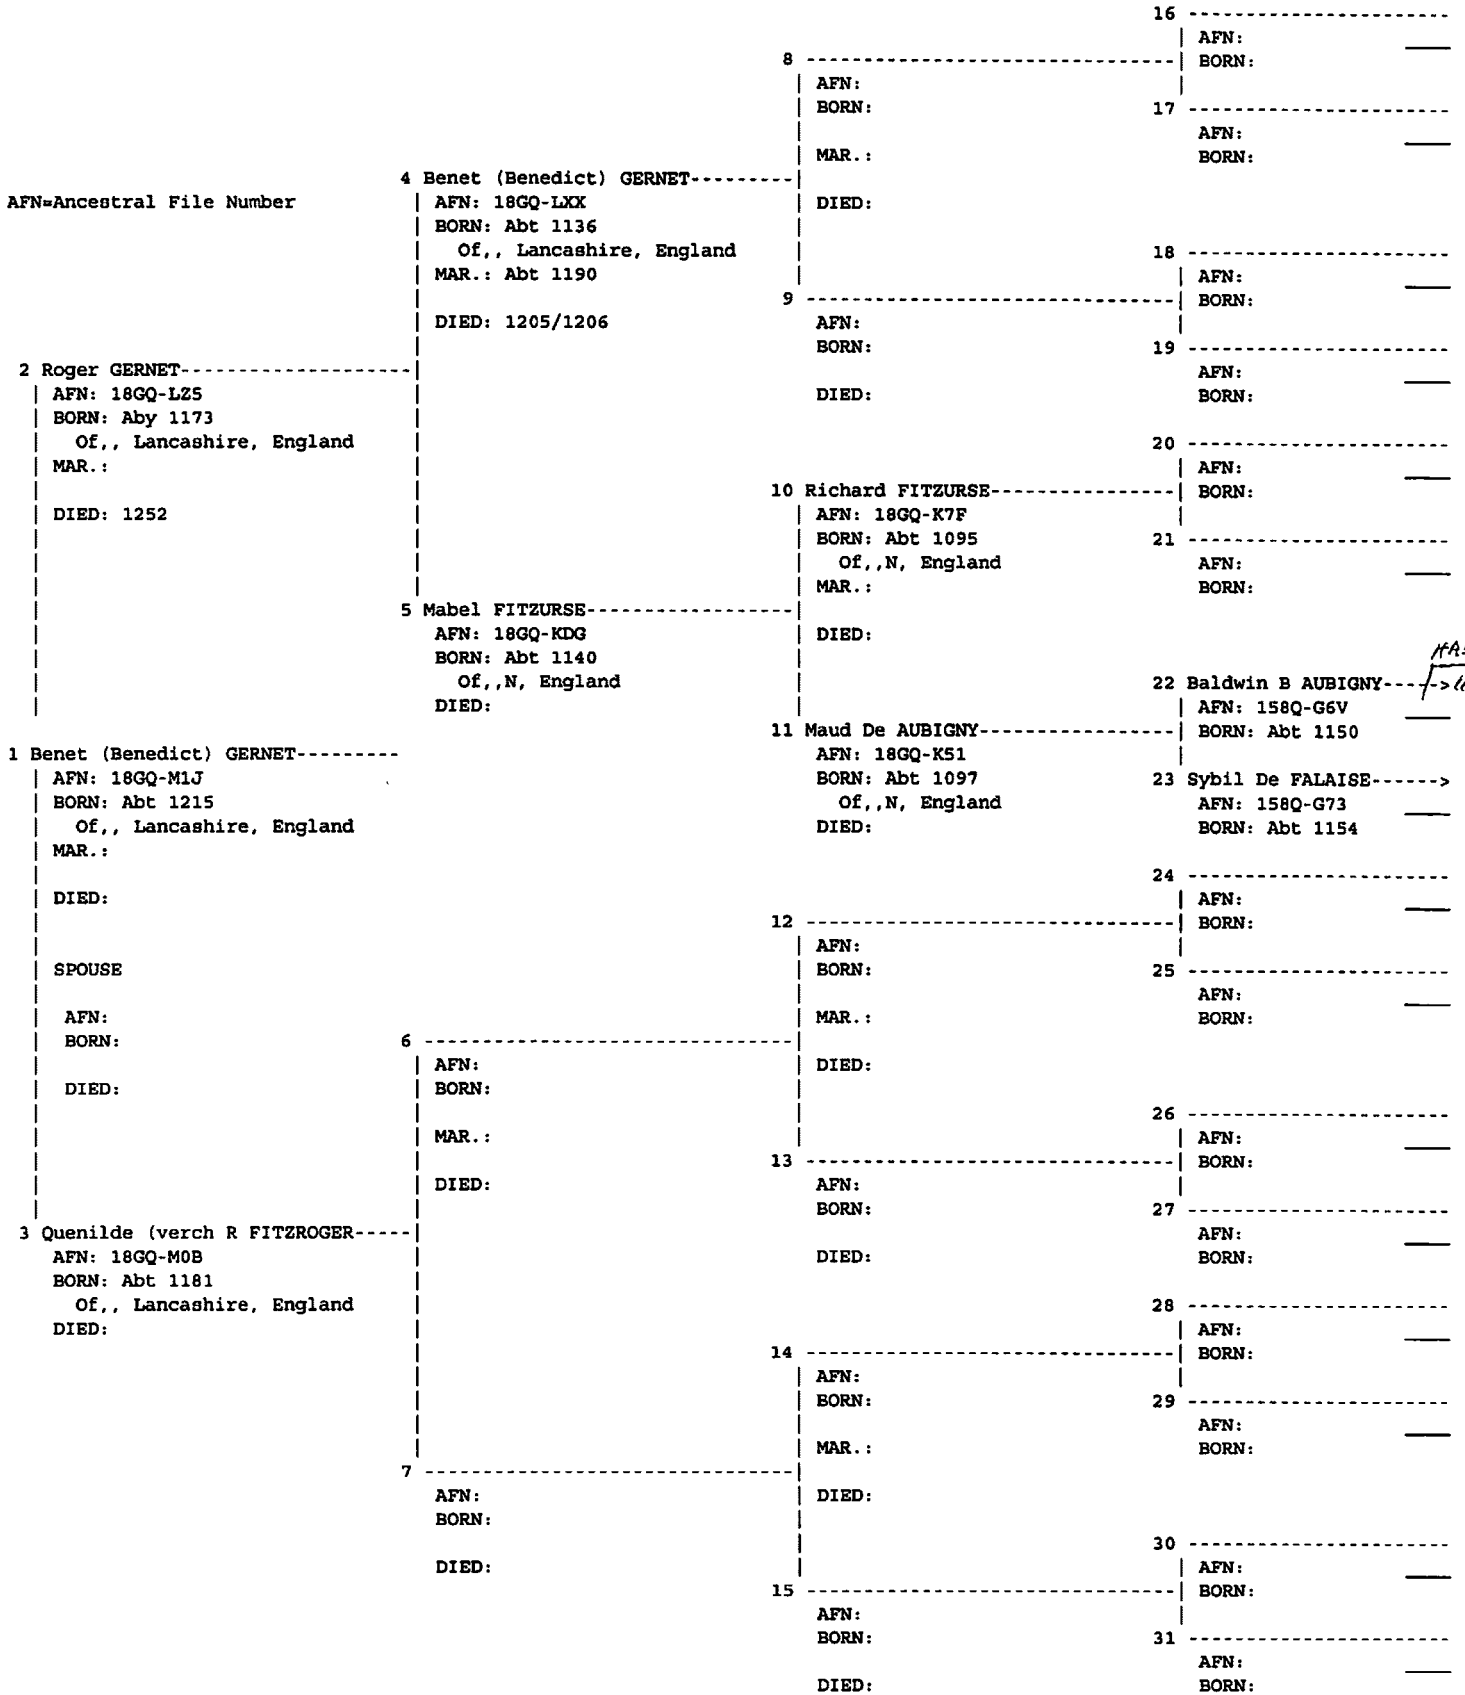 AFN=Ancestral File Number
1 Benet (Benedict) GERNET---------
AFN: 18GQ-M1J
BORN: Abt 1215
Of,, Lancashire, England
MAR.:
DIED:
SPOUSE
AFN:
BORN:
DIED:
2 Roger GERNET-------------------
AFN: 18GQ-LZ5
BORN: Aby 1173
Of,, Lancashire, England
MAR.:
DIED: 1252
3 Quenilde (verch R FITZROGER-----
AFN: 18GQ-M0B
BORN: Abt 1181
Of,, Lancashire, England
DIED:
4 Benet (Benedict) GERNET---------
AFN: 18GQ-LXX
BORN: Abt 1136
Of,, Lancashire, England
MAR.: Abt 1190
DIED: 1205/1206
5 Mabel FITZURSE-----------------
AFN: 18GQ-KDG
BORN: Abt 1140
Of,,N, England
DIED:
6 --------------------------------
AFN:
BORN:
MAR.:
DIED:
7 --------------------------------
AFN:
BORN:
DIED:
8 --------------------------------
AFN:
BORN:
MAR.:
DIED:
9 --------------------------------
AFN:
BORN:
DIED:
10 Richard FITZURSE---------------
AFN: 18GQ-K7F
BORN: Abt 1095
Of,,N, England
MAR.:
DIED:
11 Maud De AUBIGNY----------------
AFN: 18GQ-K51
BORN: Abt 1097
Of,,N, England
DIED:
12 -------------------------------
AFN:
BORN:
MAR.:
DIED:
13 -------------------------------
AFN:
BORN:
DIED:
14 -------------------------------
AFN:
BORN:
MAR.:
DIED:
15 -------------------------------
AFN:
BORN:
DIED:
16 ----------------------
AFN:
BORN:
17 ----------------------
AFN:
BORN:
18 ----------------------
AFN:
BORN:
19 ----------------------
AFN:
BORN:
20 ----------------------
AFN:
BORN:
21 ----------------------
AFN:
BORN:
22 Baldwin B AUBIGNY---->
AFN: 158Q-G6V
BORN: Abt 1150
23 Sybil De FALAISE------>
AFN: 158Q-G73
BORN: Abt 1154
24 ----------------------
AFN:
BORN:
25 ----------------------
AFN:
BORN:
26 ----------------------
AFN:
BORN:
27 ----------------------
AFN:
BORN:
28 ----------------------
AFN:
BORN:
29 ----------------------
AFN:
BORN:
30 ----------------------
AFN:
BORN:
31 ----------------------
AFN:
BORN: